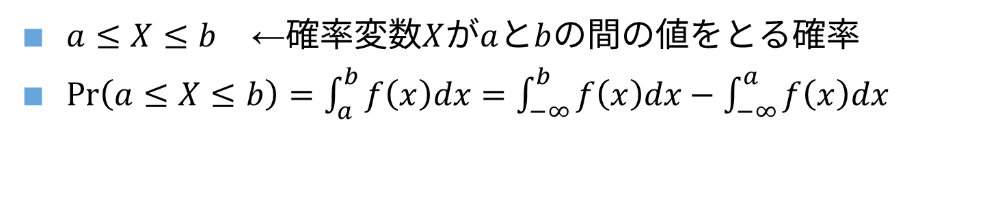 ■ a ≤ X ≤ b　←確率変数Xがaとbの間の値をとる確率
■ Pr(a ≤ X ≤ b) = ∫_a^b f(x)dx = ∫_{−∞}^b f(x)dx − ∫_{−∞}^a f(x)dx